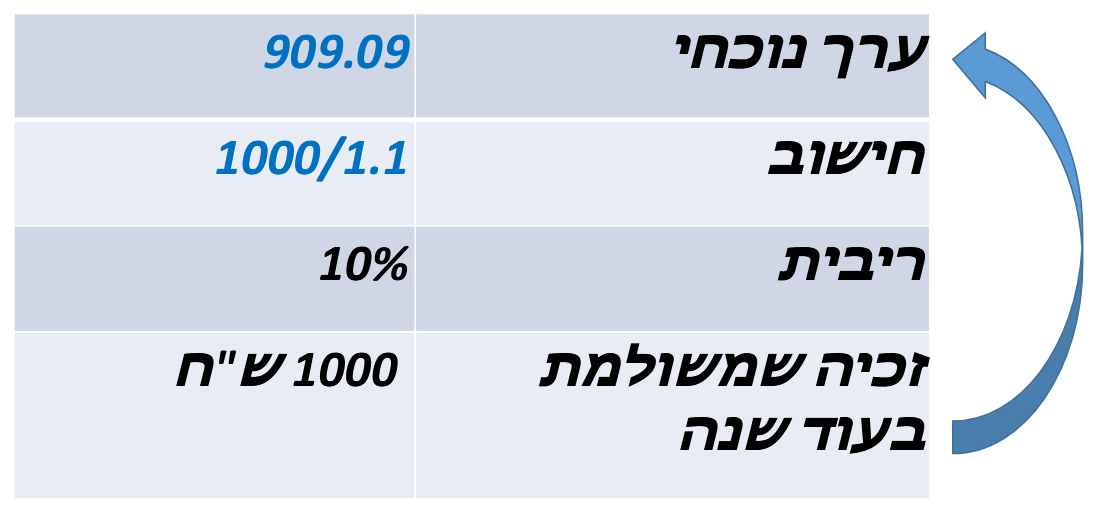 ערך נוכחי 909.09
חישוב 1000/1.1
ריבית 10%
זכיה שמשולמת 1000 ש"ח
בעוד שנה